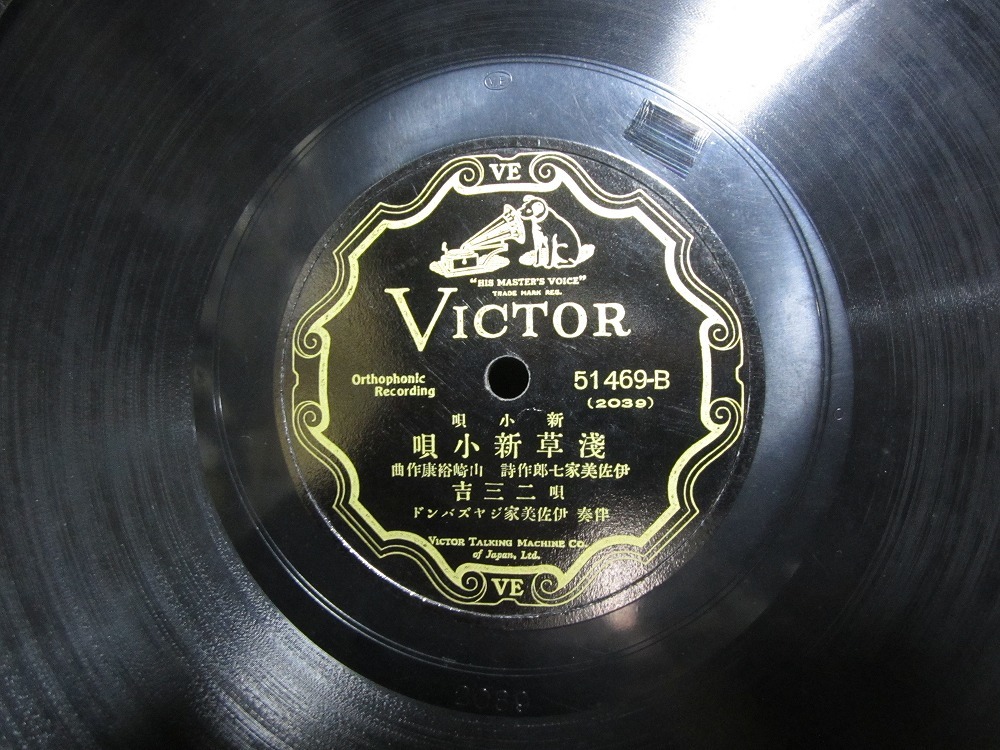 VE
VE
"HIS MASTER'S VOICE"
TRADE MARK REG.
VICTOR
Orthophonic
Recording
51469-B
(2039)
新小唄
淺草新小唄
伊佐美家七郎作詩 山崎裕康作曲
唄 二三吉
伴奏 伊佐美家ジヤズバンド
VICTOR TALKING MACHINE CO.
of Japan, Ltd.
VE
2039